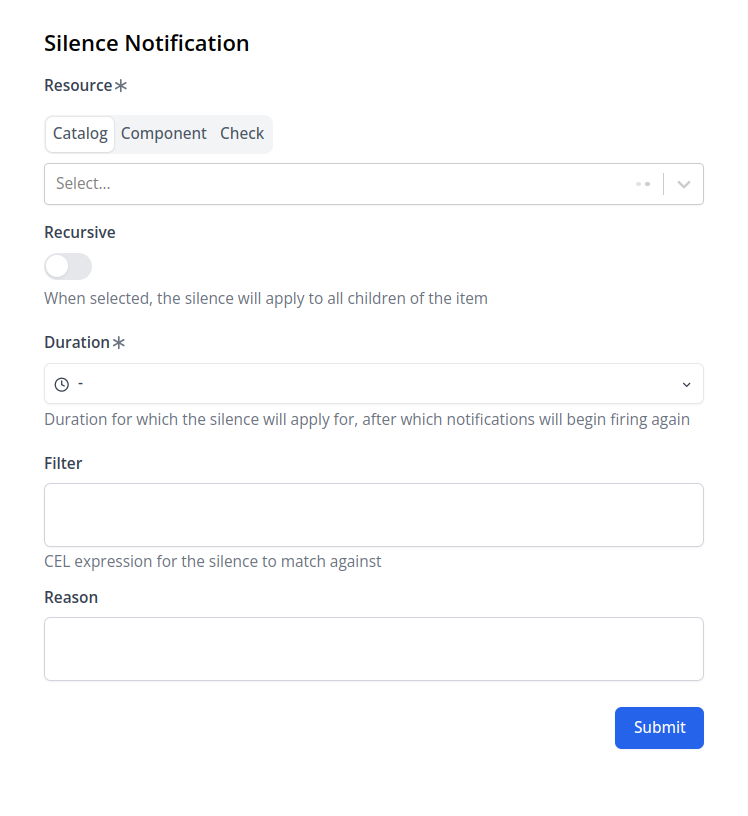 Silence Notification
Resource*
Catalog Component Check
Select...
Recursive
When selected, the silence will apply to all children of the item
Duration*
-
Duration for which the silence will apply for, after which notifications will begin firing again
Filter
CEL expression for the silence to match against
Reason
Submit